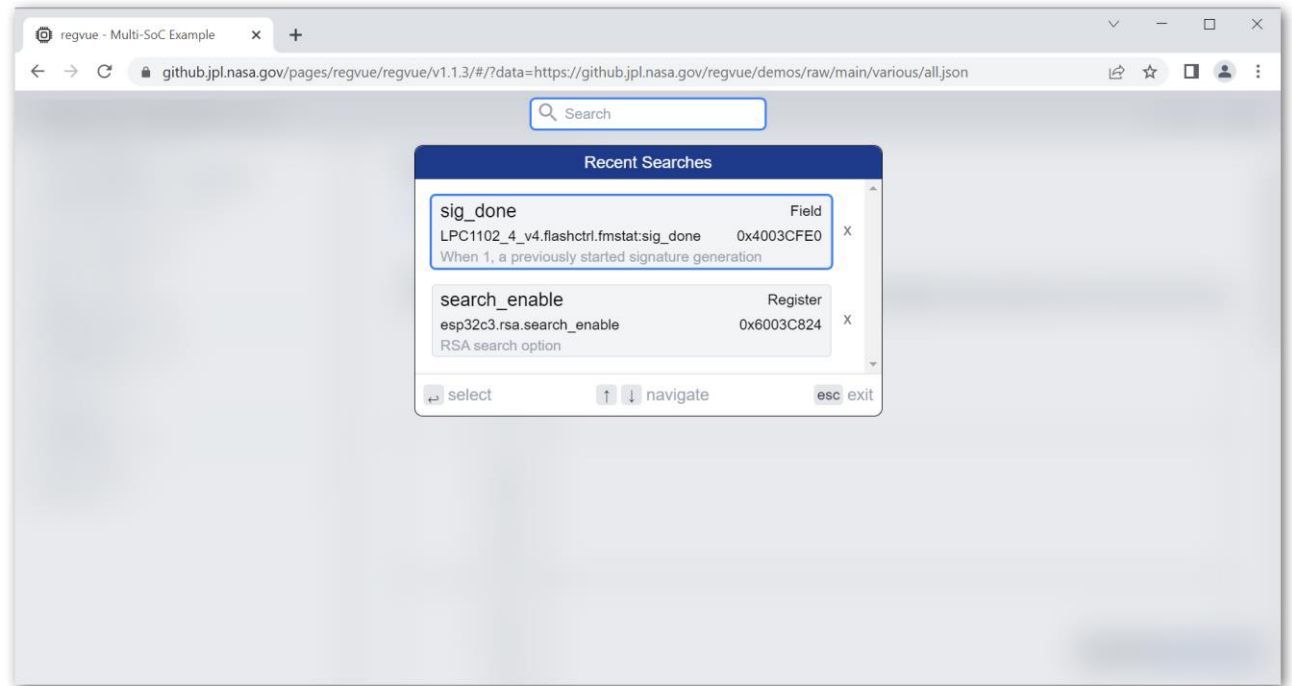 regvue - Multi-SoC Example
github.jpl.nasa.gov/pages/regvue/regvue/v1.1.3/#/?data=https://github.jpl.nasa.gov/regvue/demos/raw/main/various/all.json
Search
Recent Searches
sig_done Field
LPC1102_4_v4.flashctrl.fmstat:sig_done 0x4003CFE0 x
When 1, a previously started signature generation
search_enable Register
esp32c3.rsa.search_enable 0x6003C824 x
RSA search option
↵ select ↑ ↓ navigate esc exit